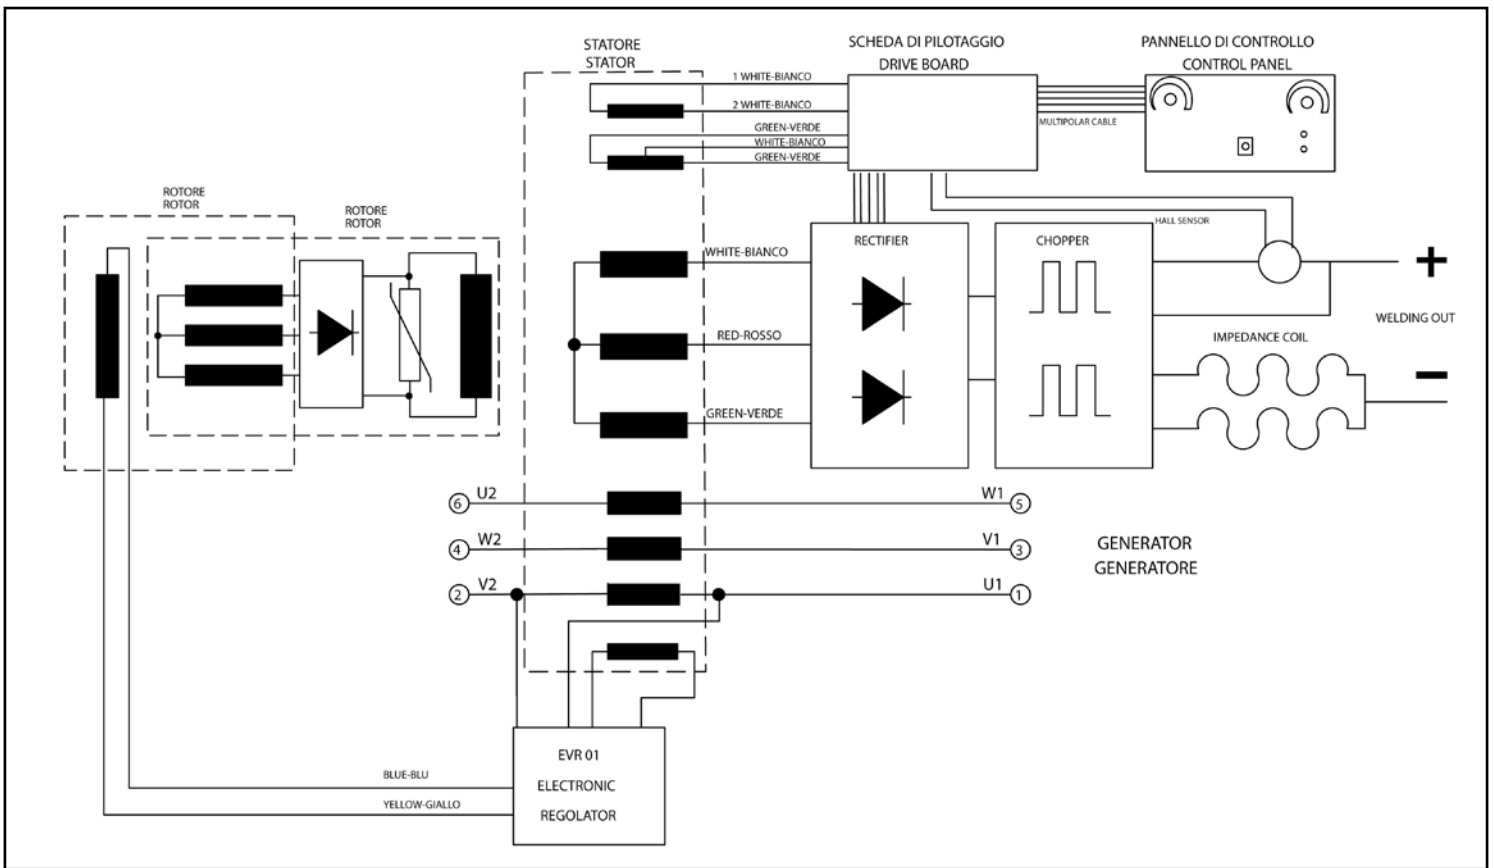 STATORE
STATOR
SCHEDA DI PILOTAGGIO
DRIVE BOARD
PANNELLO DI CONTROLLO
CONTROL PANEL
1 WHITE-BIANCO
2 WHITE-BIANCO
GREEN-VERDE
WHITE-BIANCO
GREEN-VERDE
MULTIPOLAR CABLE
ROTORE
ROTOR
ROTORE
ROTOR
HALL SENSOR
WHITE-BIANCO
RECTIFIER
CHOPPER
+
WELDING OUT
RED-ROSSO
IMPEDANCE COIL
−
GREEN-VERDE
6 U2
W1 5
4 W2
V1 3
2 V2
U1 1
GENERATOR
GENERATORE
EVR 01
ELECTRONIC
REGOLATOR
BLUE-BLU
YELLOW-GIALLO